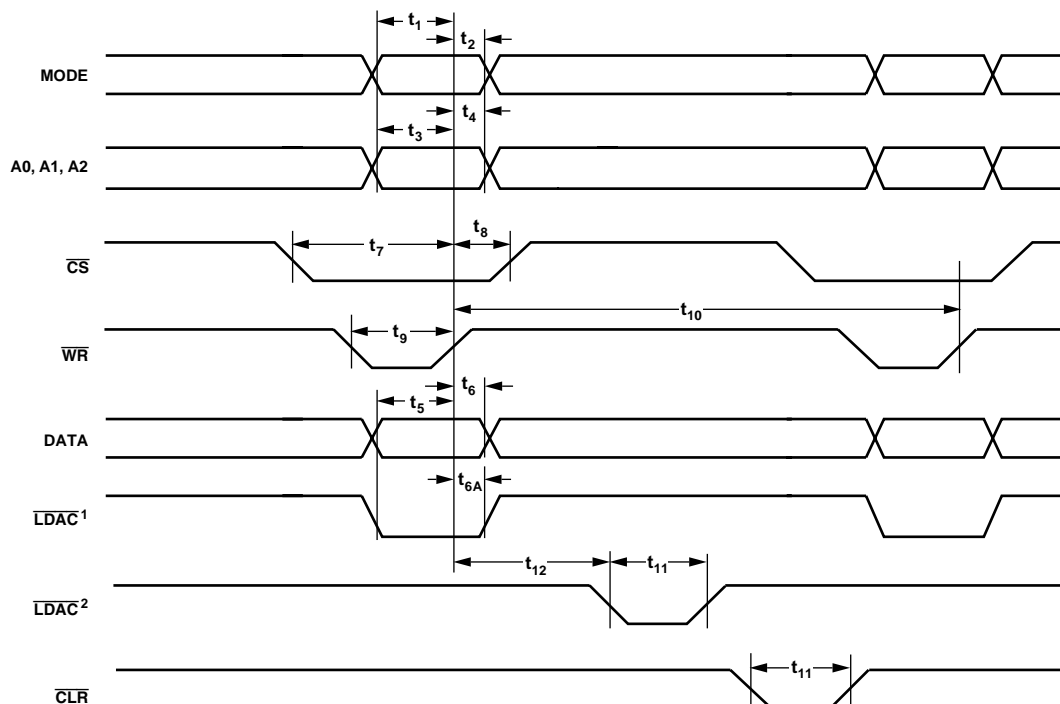 t1
t2
MODE
t4
t3
A0, A1, A2
t7
t8
CS
t10
t9
WR
t6
t5
DATA
t6A
LDAC1
t12
t11
LDAC2
t11
CLR